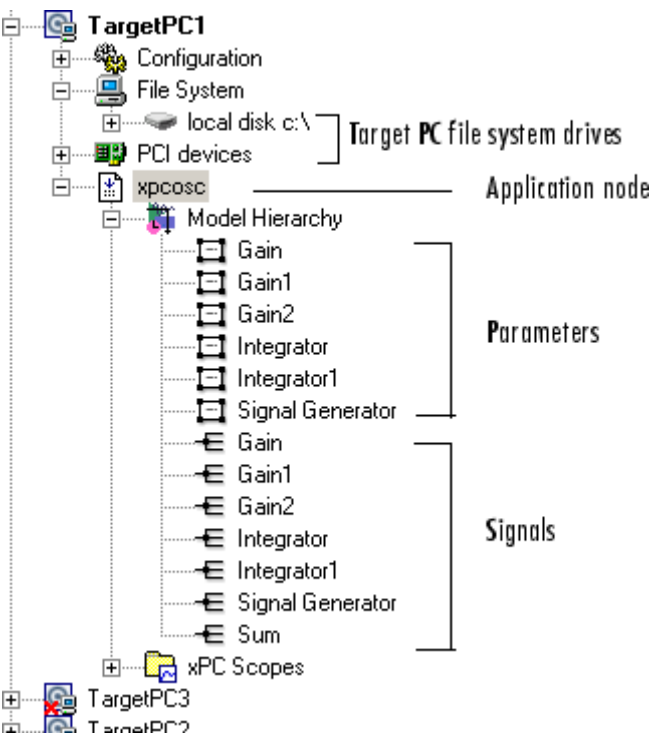 TargetPC1
Configuration
File System
local disk c:\ Target PC file system drives
PCI devices
xpcosc Application node
Model Hierarchy
Gain
Gain1
Gain2
Integrator Parameters
Integrator1
Signal Generator
Gain
Gain1
Gain2
Integrator Signals
Integrator1
Signal Generator
Sum
xPC Scopes
TargetPC3
TargetPC2